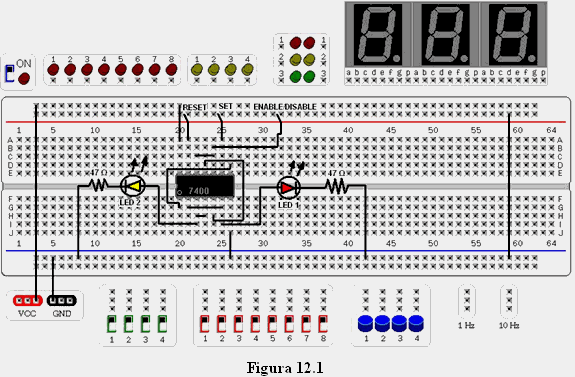 1 1
2 2
3 3
ON
1 2 3 4 5 6 7 8
1 2 3 4
a b c d e f g p a b c d e f g p a b c d e f g p
RESET SET ENABLE/DISABLE
1 5 10 15 20 25 30 35 40 45 50 55 60 64
A A
B B
C C
D D
E E
47 Ω
47 Ω
7400
LED 2
LED 1
F F
G G
H H
I I
J J
1 5 10 15 20 25 30 35 40 45 50 55 60 64
VCC GND
1 2 3 4
1 2 3 4 5 6 7 8
1 2 3 4
1 Hz
10 Hz
Figura 12.1